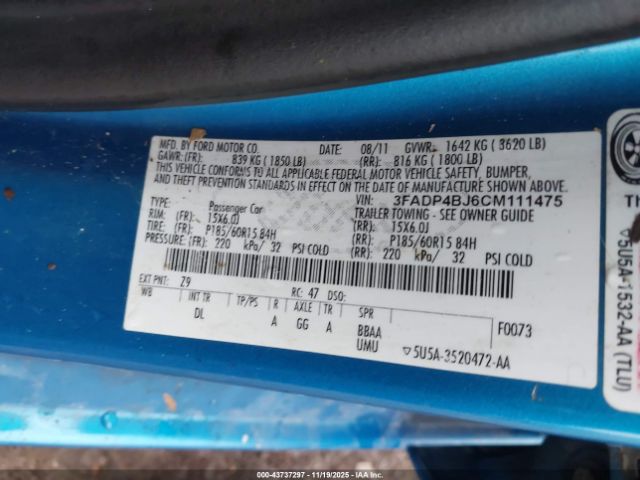 MFD. BY FORD MOTOR CO. DATE: 08/11 GVWR: 1642 KG ( 3620 LB)
GAWR:(FR): 839 KG ( 1850 LB) (RR): 816 KG ( 1800 LB)
THIS VEHICLE CONFORMS TO ALL APPLICABLE FEDERAL MOTOR VEHICLE SAFETY, BUMPER,
AND THEFT PREVENTION STANDARDS IN EFFECT ON THE DATE OF MANUFACTURE SHOWN ABOVE.
VIN: 3FADP4BJ6CM111475
TYPE: Passenger Car TRAILER TOWING - SEE OWNER GUIDE
RIM: (FR): 15X6.0J (RR): 15X6.0J
TIRE: (FR): P185/60R15 84H (RR): P185/60R15 84H
PRESSURE: (FR): 220 kPa/ 32 PSI COLD (RR): 220 kPa/ 32 PSI COLD
EXT PNT: Z9 RC: 47 DSO:
WB INT TR TP/PS R AXLE TR SPR F0073
DL A GG A BBAA
UMU ▽5U5A-3520472-AA
▽5U5A-1532-AA (TLU)
© IAAI 43737297 - 11/19/2025 - IAAI.COM